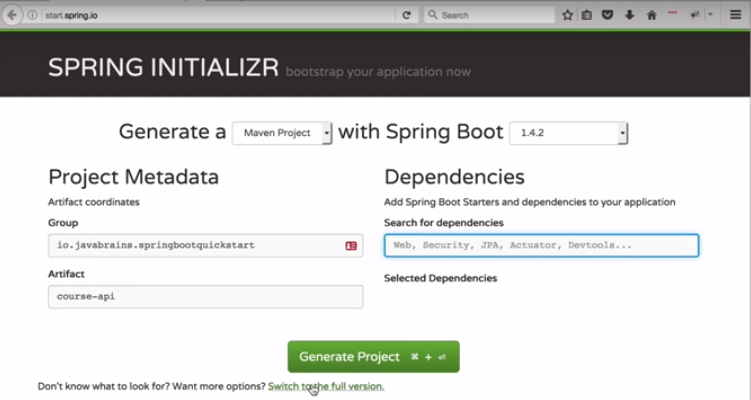 start.spring.io
Search
SPRING INITIALIZR bootstrap your application now
Generate a Maven Project with Spring Boot 1.4.2
Project Metadata
Artifact coordinates
Group
io.javabrains.springbootquickstart
Artifact
course-api
Dependencies
Add Spring Boot Starters and dependencies to your application
Search for dependencies
Web, Security, JPA, Actuator, Devtools...
Selected Dependencies
Generate Project ⌘ + ⏎
Don't know what to look for? Want more options? Switch to the full version.